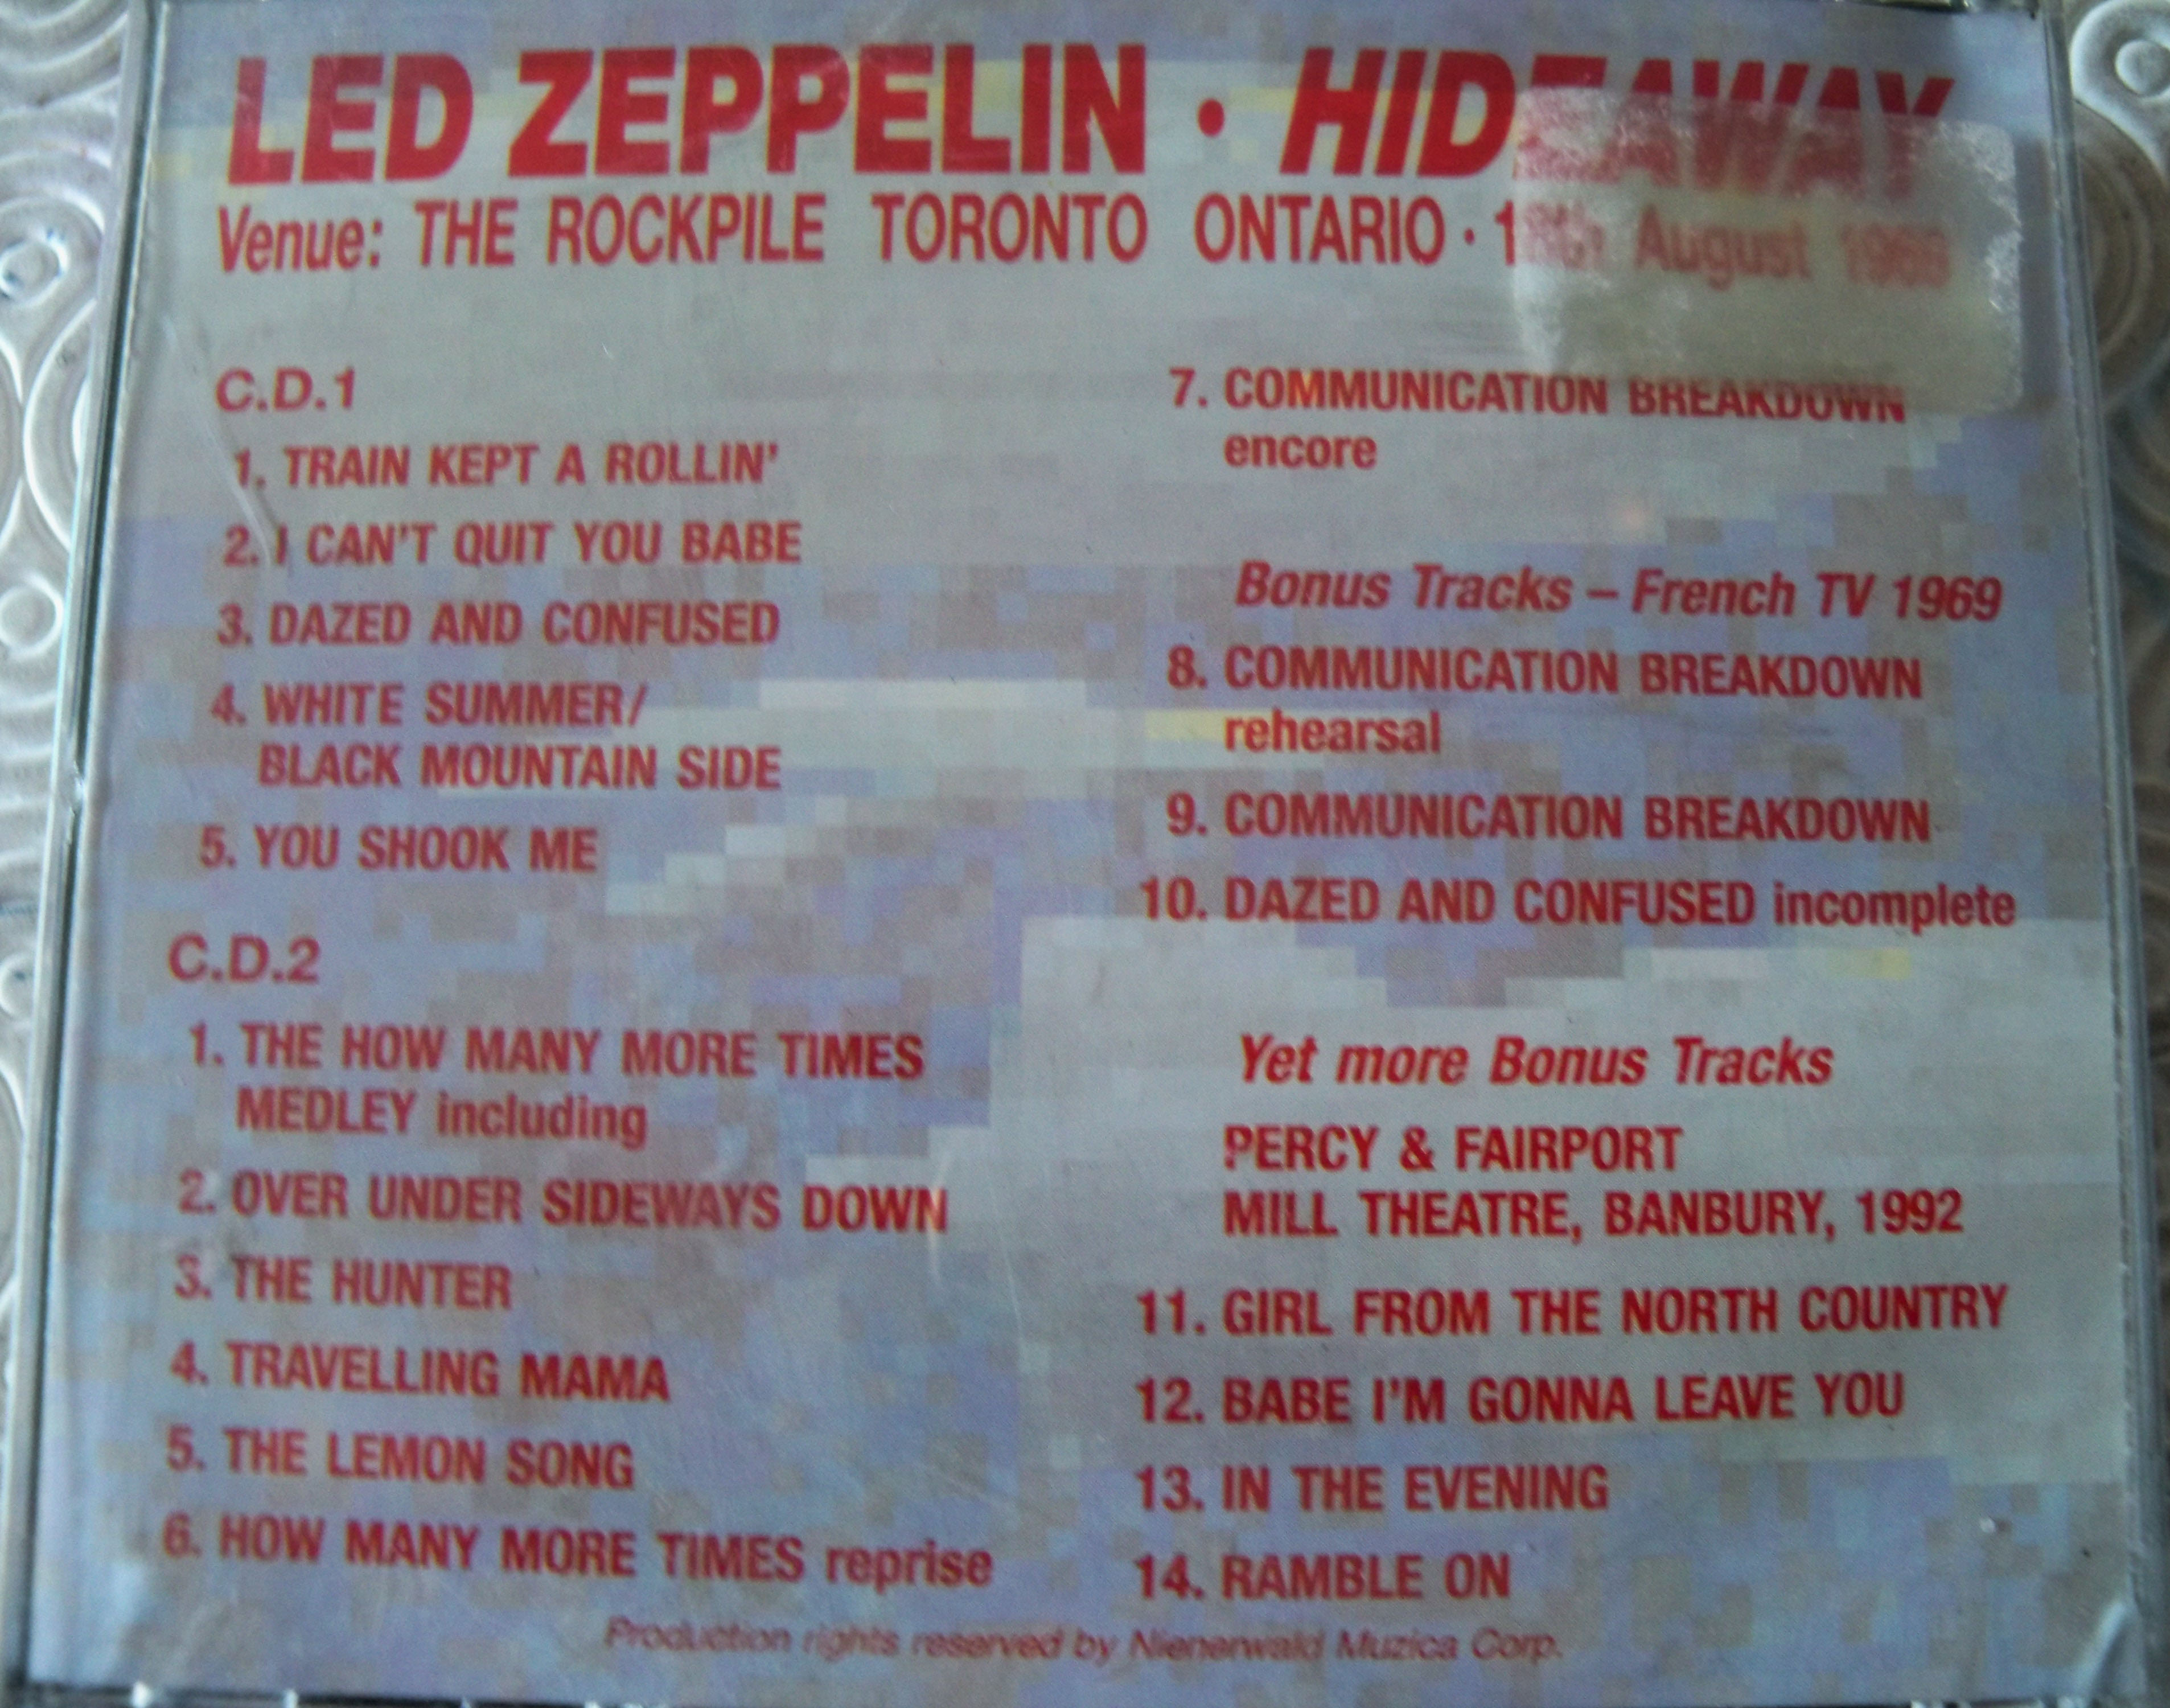 LED ZEPPELIN • HIDEAWAY
Venue: THE ROCKPILE TORONTO ONTARIO • August 1969
C.D.1
1. TRAIN KEPT A ROLLIN'
2. I CAN'T QUIT YOU BABE
3. DAZED AND CONFUSED
4. WHITE SUMMER/
BLACK MOUNTAIN SIDE
5. YOU SHOOK ME
C.D.2
1. THE HOW MANY MORE TIMES
MEDLEY including
2. OVER UNDER SIDEWAYS DOWN
3. THE HUNTER
4. TRAVELLING MAMA
5. THE LEMON SONG
6. HOW MANY MORE TIMES reprise
7. COMMUNICATION BREAKDOWN
encore
Bonus Tracks – French TV 1969
8. COMMUNICATION BREAKDOWN
rehearsal
9. COMMUNICATION BREAKDOWN
10. DAZED AND CONFUSED incomplete
Yet more Bonus Tracks
PERCY & FAIRPORT
MILL THEATRE, BANBURY, 1992
11. GIRL FROM THE NORTH COUNTRY
12. BABE I'M GONNA LEAVE YOU
13. IN THE EVENING
14. RAMBLE ON
Production rights reserved by Nienerwald Muzica Corp.